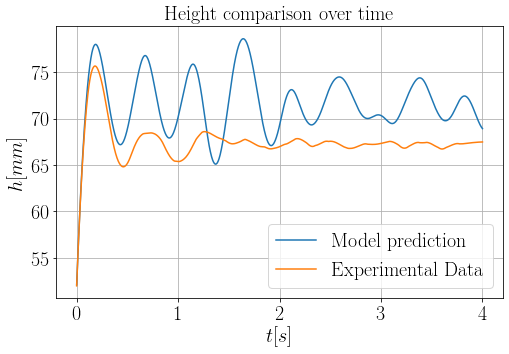 Height comparison over time
h[mm]
75
70
65
60
55
0 1 2 3 4
t[s]
Model prediction
Experimental Data